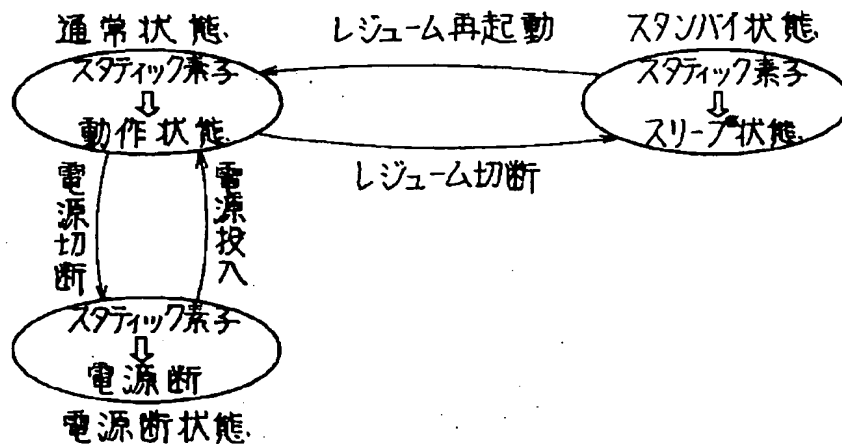 通常状態
レジューム再起動
スタンバイ状態
スタティック素子
⇩
動作状態
スタティック素子
⇩
スリープ状態
レジューム切断
電源切断
電源投入
スタティック素子
⇩
電源断
電源断状態